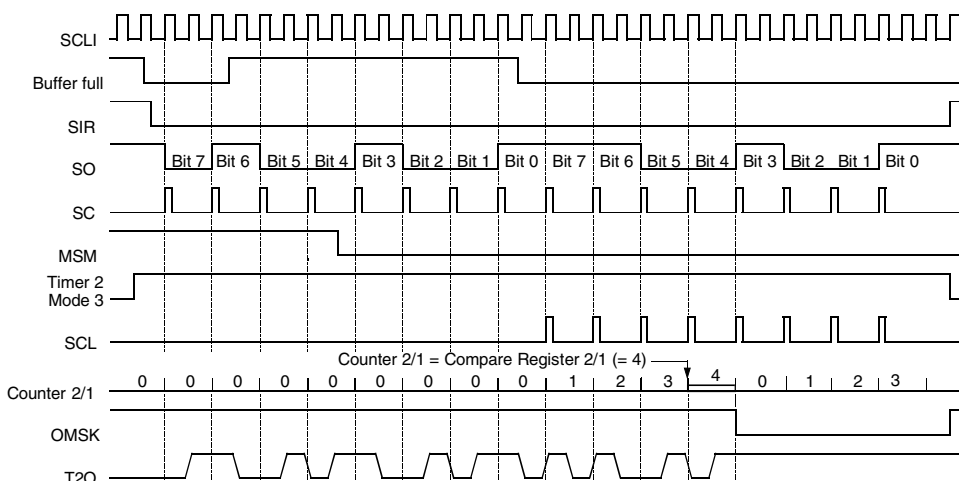 SCLI
Buffer full
SIR
SO
Bit 7 Bit 6 Bit 5 Bit 4 Bit 3 Bit 2 Bit 1 Bit 0 Bit 7 Bit 6 Bit 5 Bit 4 Bit 3 Bit 2 Bit 1 Bit 0
SC
MSM
Timer 2
Mode 3
SCL
Counter 2/1 = Compare Register 2/1 (= 4)
Counter 2/1
0 0 0 0 0 0 0 0 0 1 2 3 4 0 1 2 3
OMSK
T2O